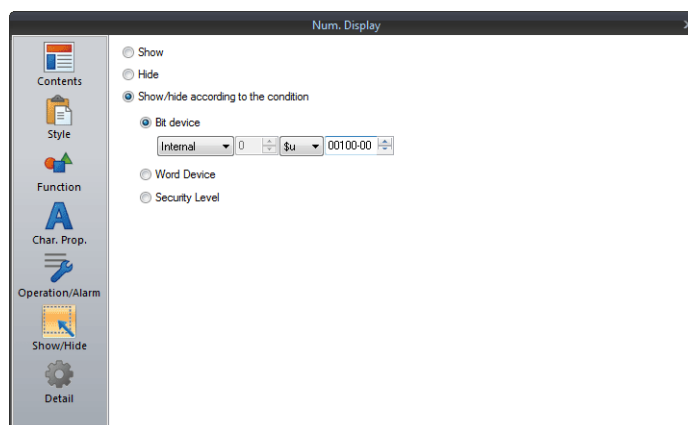 Num. Display
Contents
Style
Function
Char. Prop.
Operation/Alarm
Show/Hide
Detail
Show
Hide
Show/hide according to the condition
Bit device
Internal 0 $u 00100-00
Word Device
Security Level